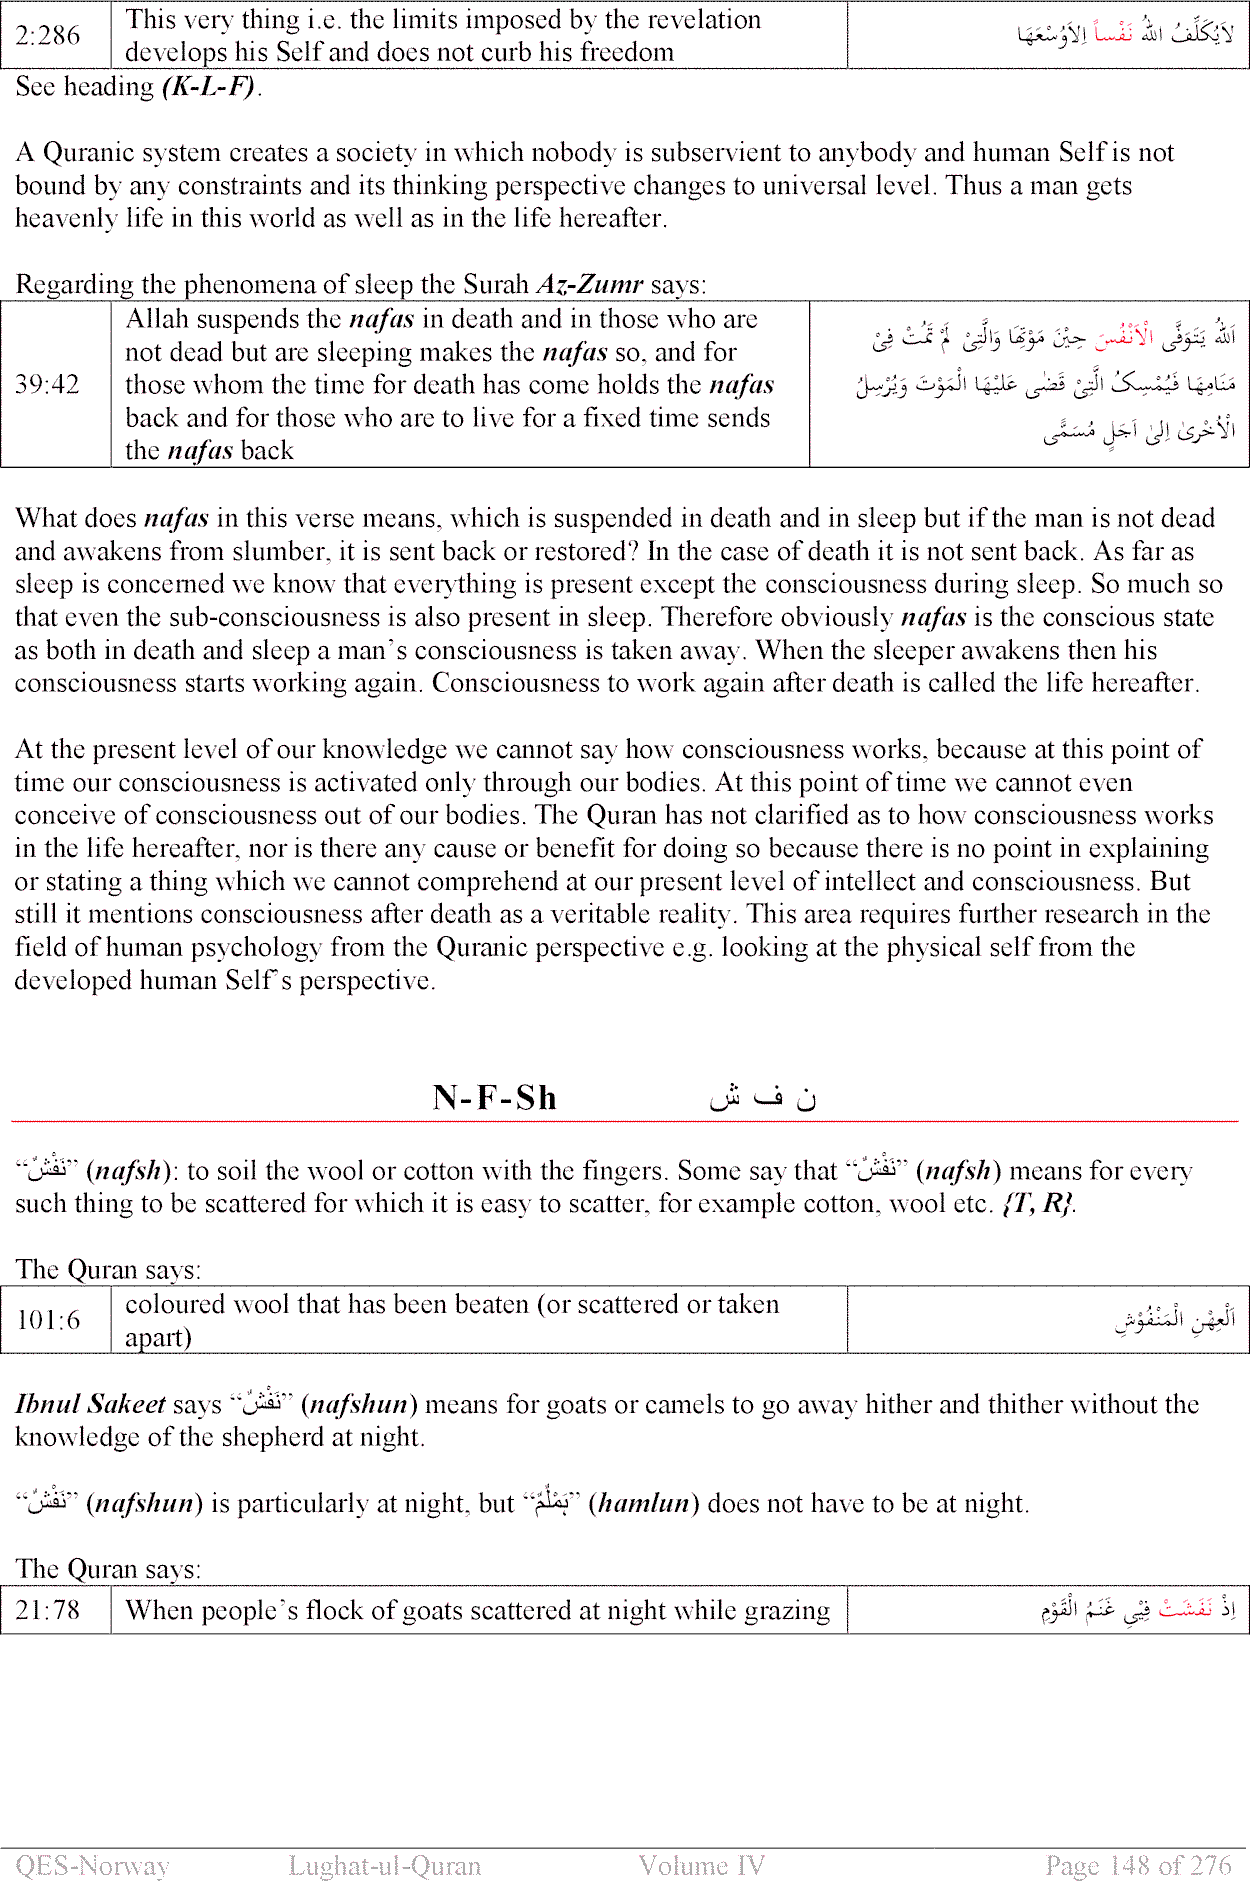 2:286 This very thing i.e. the limits imposed by the revelation لاَيُكَلِّفُ اللّٰهُ نَفْساً اِلاَّوُسْعَهَا
develops his Self and does not curb his freedom
See heading (K-L-F).
A Quranic system creates a society in which nobody is subservient to anybody and human Self is not
bound by any constraints and its thinking perspective changes to universal level. Thus a man gets
heavenly life in this world as well as in the life hereafter.
Regarding the phenomena of sleep the Surah Az-Zumr says:
39:42
Allah suspends the nafas in death and in those who are
not dead but are sleeping makes the nafas so, and for
those whom the time for death has come holds the nafas
back and for those who are to live for a fixed time sends
the nafas back
اَللّٰهُ يَتَوَفَّى الْاَنْفُسَ حِيْنَ مَوْتِهَا وَالَّتِىْ لَمْ تَمُتْ فِىْ
مَنَامِهَا فَيُمْسِكُ الَّتِىْ قَضٰى عَلَيْهَا الْمَوْتَ وَيُرْسِلُ
الْاُخْرىٰ اِلىٰ اَجَلٍ مُسَمَّى
What does nafas in this verse means, which is suspended in death and in sleep but if the man is not dead
and awakens from slumber, it is sent back or restored? In the case of death it is not sent back. As far as
sleep is concerned we know that everything is present except the consciousness during sleep. So much so
that even the sub-consciousness is also present in sleep. Therefore obviously nafas is the conscious state
as both in death and sleep a man's consciousness is taken away. When the sleeper awakens then his
consciousness starts working again. Consciousness to work again after death is called the life hereafter.
At the present level of our knowledge we cannot say how consciousness works, because at this point of
time our consciousness is activated only through our bodies. At this point of time we cannot even
conceive of consciousness out of our bodies. The Quran has not clarified as to how consciousness works
in the life hereafter, nor is there any cause or benefit for doing so because there is no point in explaining
or stating a thing which we cannot comprehend at our present level of intellect and consciousness. But
still it mentions consciousness after death as a veritable reality. This area requires further research in the
field of human psychology from the Quranic perspective e.g. looking at the physical self from the
developed human Self's perspective.
N-F-Sh ن ف ش
“نَفْشٌ” (nafsh): to soil the wool or cotton with the fingers. Some say that “نَفْشٌ” (nafsh) means for every
such thing to be scattered for which it is easy to scatter, for example cotton, wool etc. {T, R}.
The Quran says:
101:6 coloured wool that has been beaten (or scattered or taken اَلْعِهْنِ الْمَنْفُوْشِ
apart)
Ibnul Sakeet says “نَفْشٌ” (nafshun) means for goats or camels to go away hither and thither without the
knowledge of the shepherd at night.
“نَفْشٌ” (nafshun) is particularly at night, but (hamlun) does not have to be at night.
The Quran says:
21:78 When people's flock of goats scattered at night while grazing اِذْ نَفَشَتْ فِيْيِ غَنَمُ الْقَوْمِ
QES-Norway Lughat-ul-Quran Volume IV Page 148 of 276